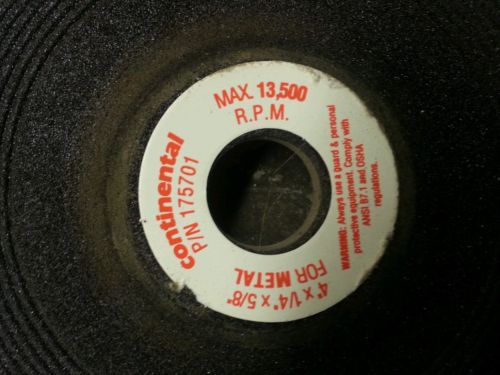 MAX. 13,500
R.P.M.
continental
P/N 175701
WARNING: Always use a guard & personal
protective equipment. Comply with
ANSI B7.1 and OSHA
regulations.
4" x 1/4" x 5/8"
FOR METAL